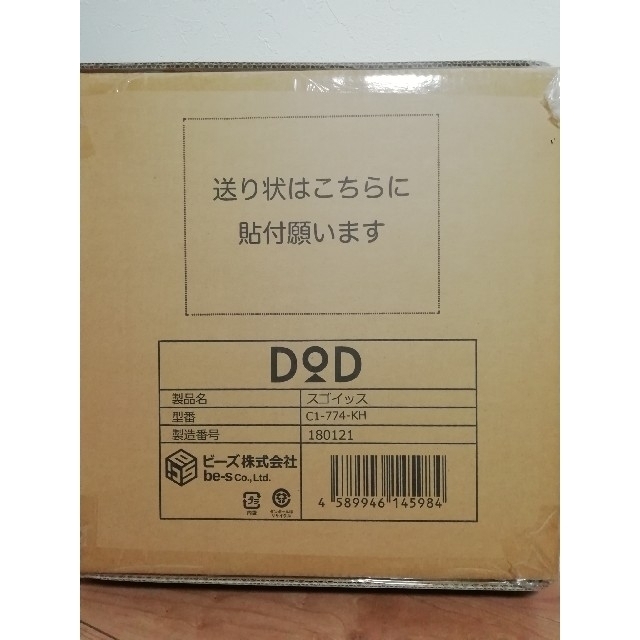 送り状はこちらに
貼付願います
DOD
製品名 スゴイッス
型番 C1-774-KH
製造番号 180121
ビーズ株式会社
be-s Co.,Ltd.
プラ
4 589946 145984